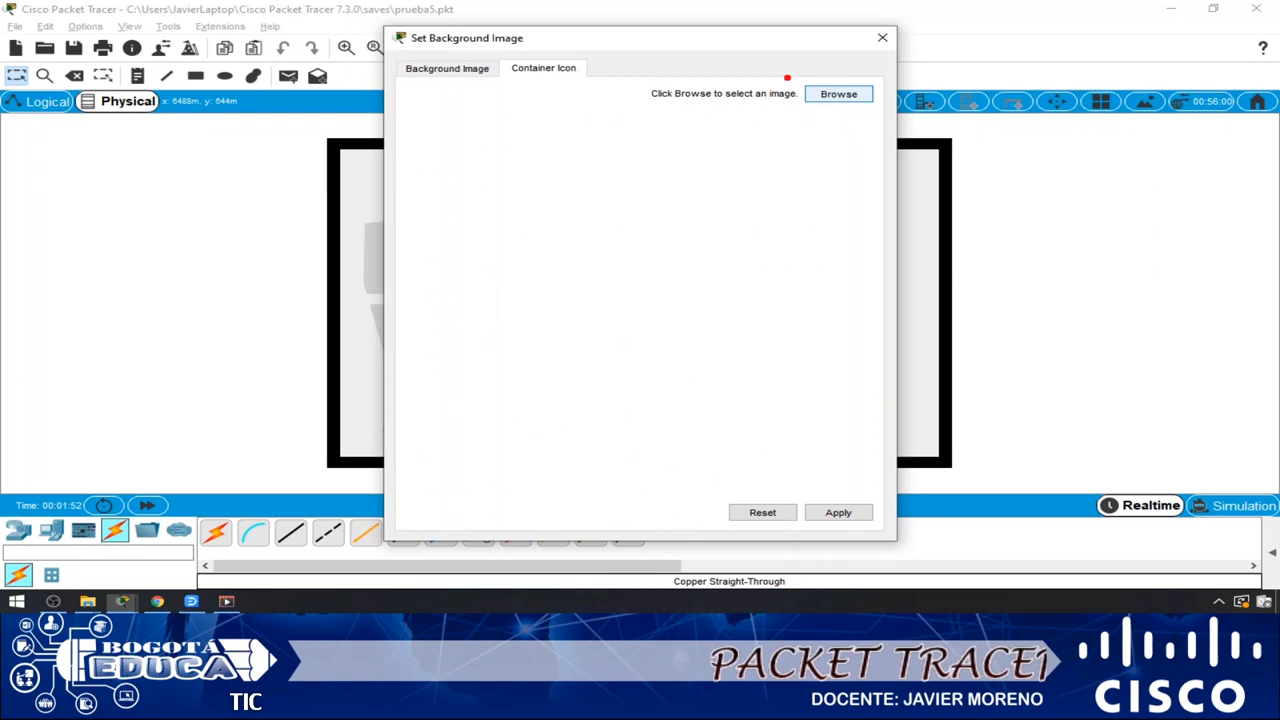 Cisco Packet Tracer - C:\Users\JavierLaptop\Cisco Packet Tracer 7.3.0\saves\prueba5.pkt
File Edit Options View Tools Extensions Help
Set Background Image
Background Image Container Icon
Click Browse to select an image. Browse
Logical Physical x: 6488m, y: 644m 00:56:00
Reset Apply
Time: 00:01:52 Realtime Simulation
Copper Straight-Through
BOGOTÁ
EDUCA
TIC
PACKET TRACE1
DOCENTE: JAVIER MORENO
CISCO